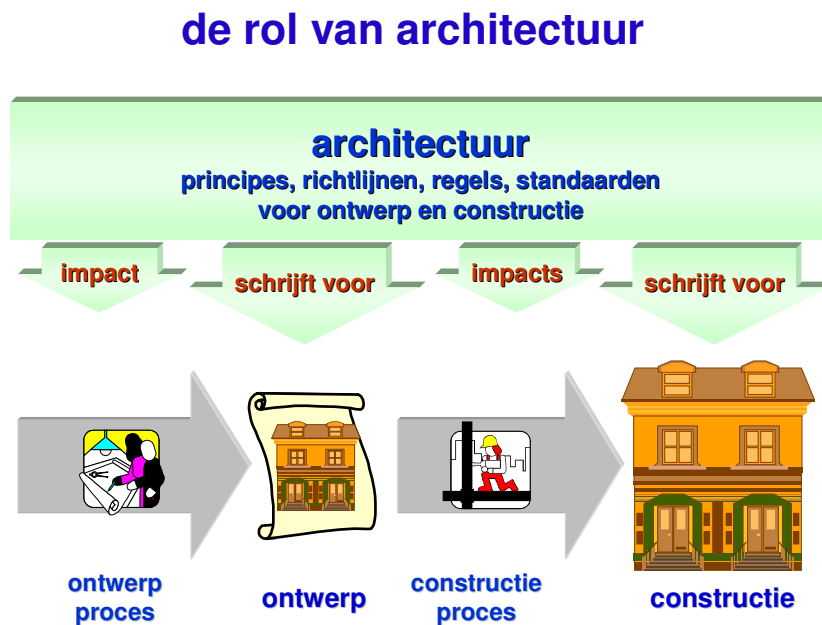 de rol van architectuur
architectuur
principes, richtlijnen, regels, standaarden
voor ontwerp en constructie
impact
schrijft voor
impacts
schrijft voor
ontwerp
proces
ontwerp
constructie
proces
constructie